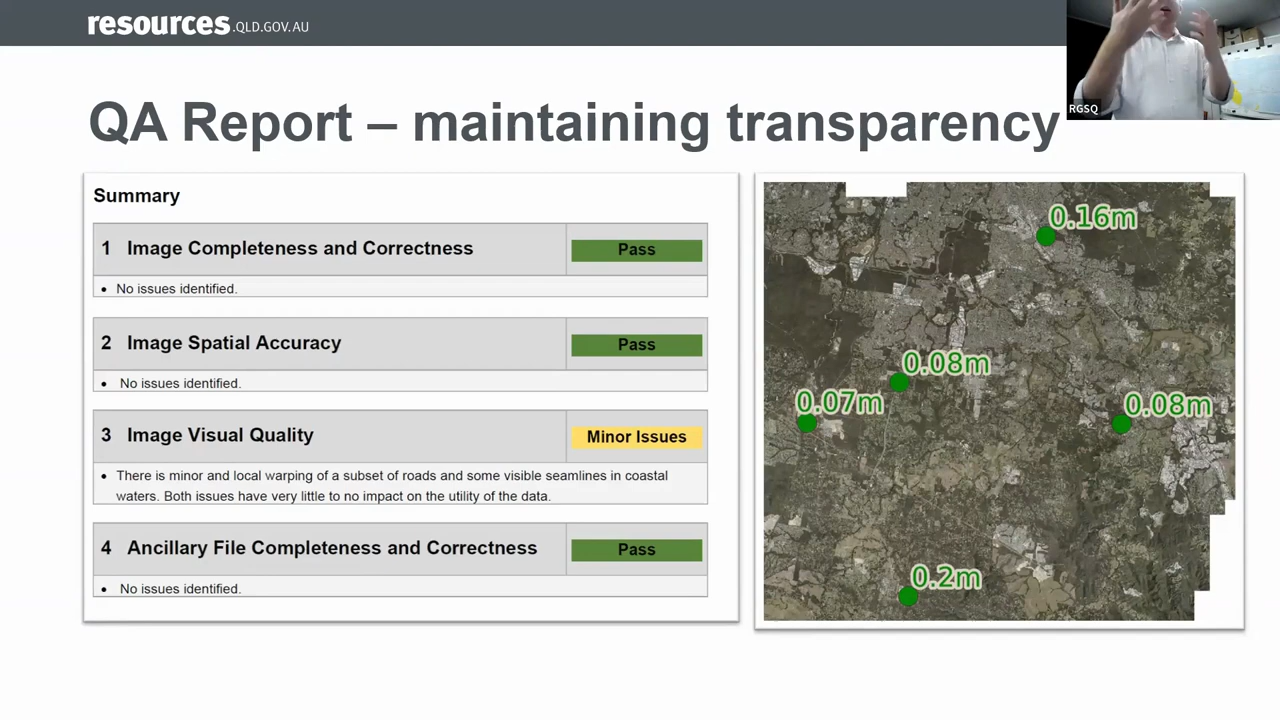 resources.QLD.GOV.AU
RGSQ
QA Report – maintaining transparency
Summary
1 Image Completeness and Correctness Pass
• No issues identified.
2 Image Spatial Accuracy Pass
• No issues identified.
3 Image Visual Quality Minor Issues
• There is minor and local warping of a subset of roads and some visible seamlines in coastal
waters. Both issues have very little to no impact on the utility of the data.
4 Ancillary File Completeness and Correctness Pass
• No issues identified.
0.16m
0.08m
0.07m
0.08m
0.2m